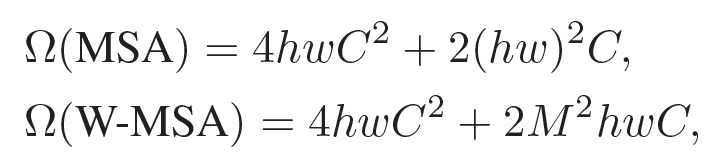 Ω(MSA) = 4hwC² + 2(hw)²C,
Ω(W-MSA) = 4hwC² + 2M²hwC,